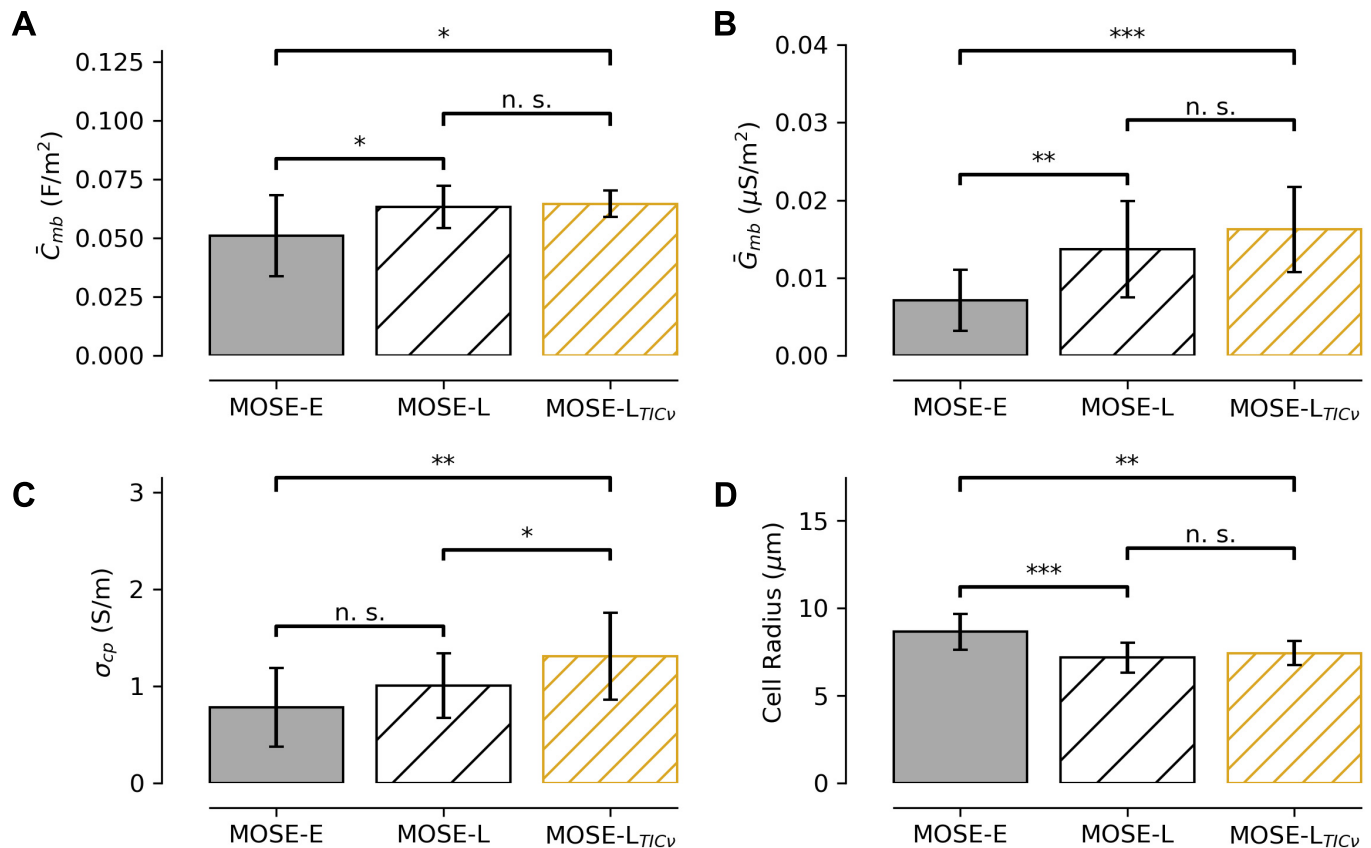 A
C̄mb (F/m²)
0.125
0.100
0.075
0.050
0.025
0.000
*
n. s.
*
MOSE-E
MOSE-L
MOSE-LTICν
B
Ḡmb (μS/m²)
0.04
0.03
0.02
0.01
0.00
***
n. s.
**
MOSE-E
MOSE-L
MOSE-LTICν
C
σcp (S/m)
3
2
1
0
**
*
n. s.
MOSE-E
MOSE-L
MOSE-LTICν
D
Cell Radius (μm)
15
10
5
0
**
n. s.
***
MOSE-E
MOSE-L
MOSE-LTICν